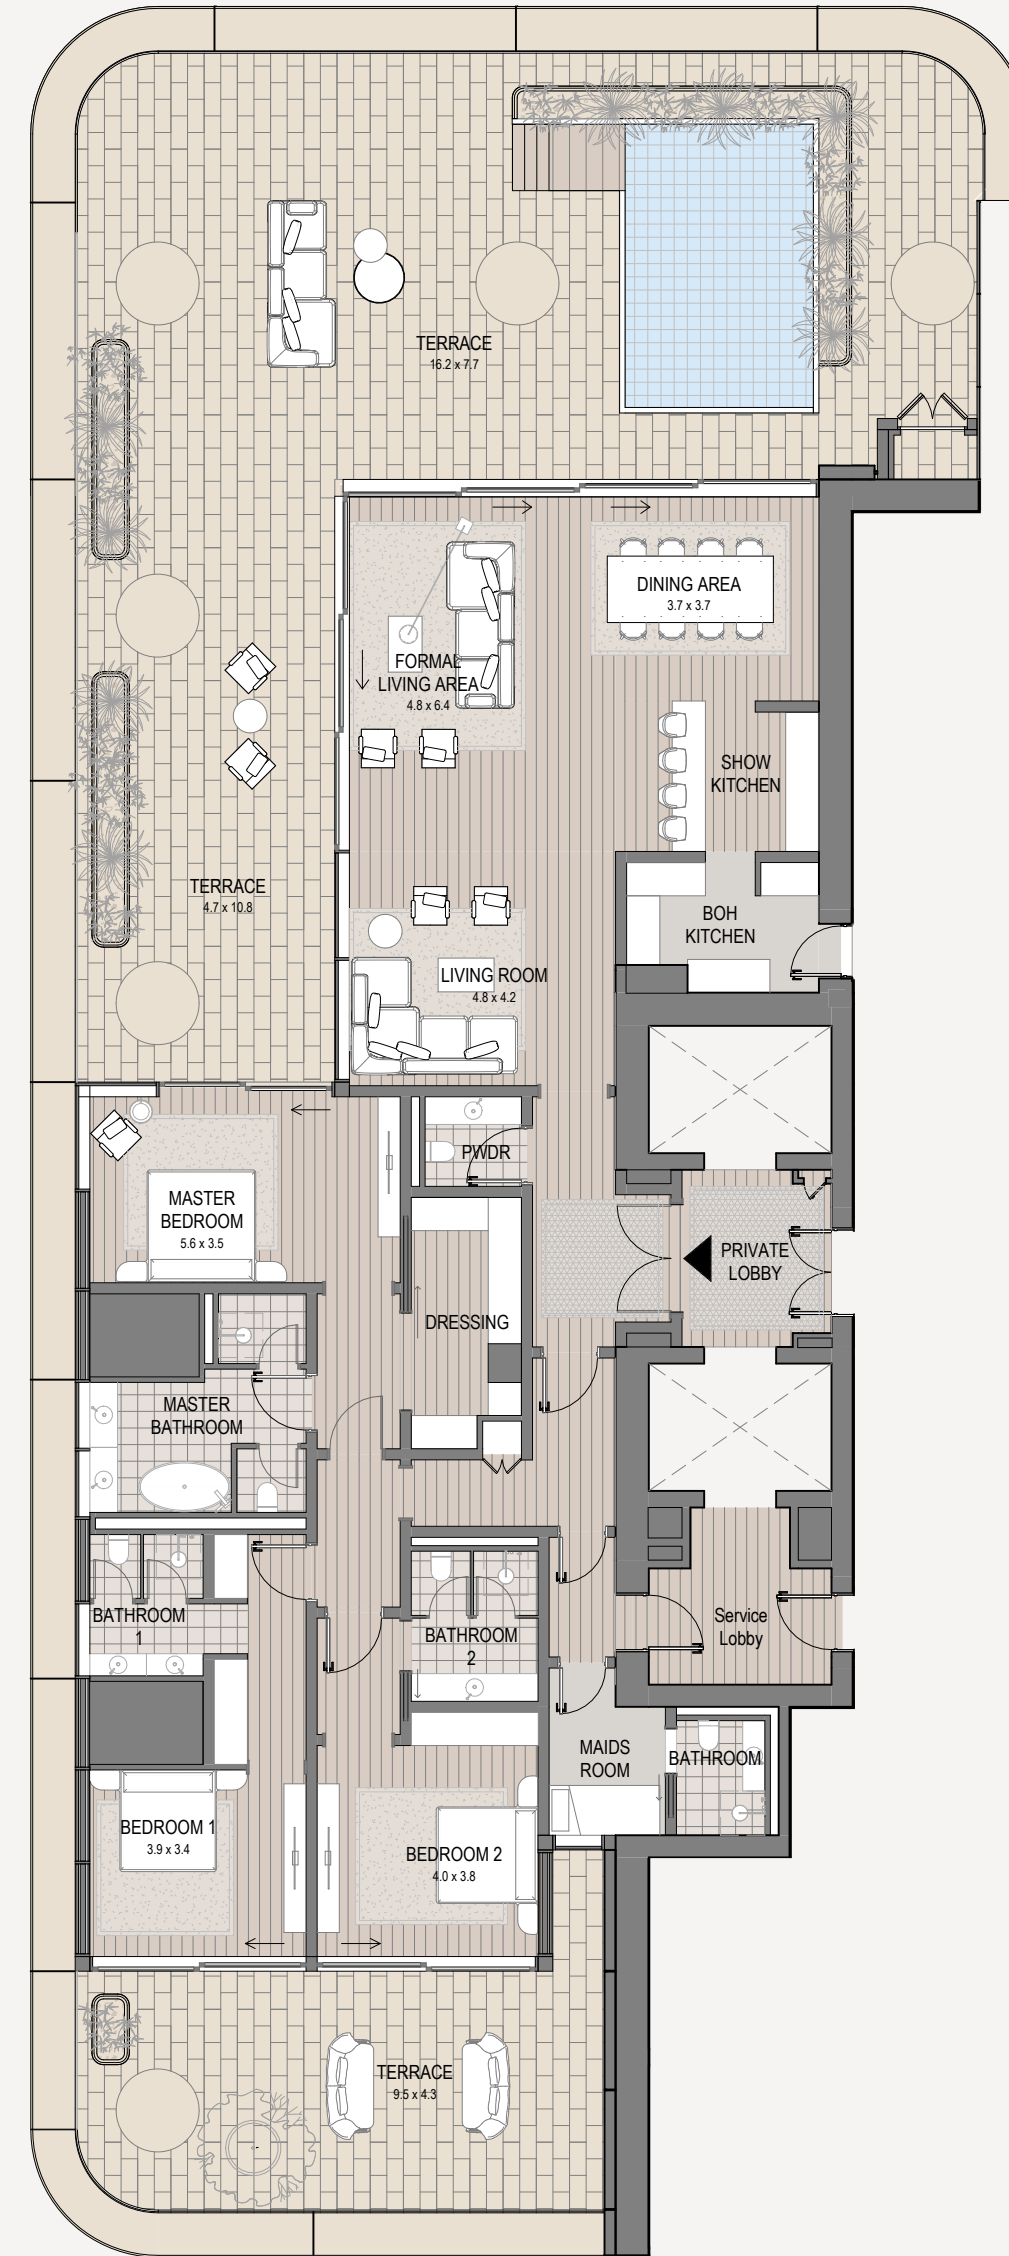 TERRACE
16.2 x 7.7
DINING AREA
3.7 x 3.7
FORMAL
LIVING AREA
4.8 x 6.4
SHOW
KITCHEN
TERRACE
4.7 x 10.8
BOH
KITCHEN
LIVING ROOM
4.8 x 4.2
PWDR
MASTER
BEDROOM
5.6 x 3.5
PRIVATE
LOBBY
DRESSING
MASTER
BATHROOM
BATHROOM
1
BATHROOM
2
Service
Lobby
MAIDS
ROOM
BATHROOM
BEDROOM 1
3.9 x 3.4
BEDROOM 2
4.0 x 3.8
TERRACE
9.5 x 4.3